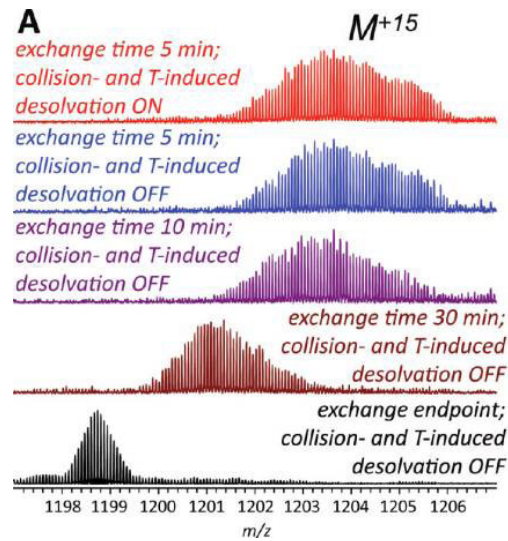 A
M+15
exchange time 5 min;
collision- and T-induced
desolvation ON
exchange time 5 min;
collision- and T-induced
desolvation OFF
exchange time 10 min;
collision- and T-induced
desolvation OFF
exchange time 30 min;
collision- and T-induced
desolvation OFF
exchange endpoint;
collision- and T-induced
desolvation OFF
1198 1199 1200 1201 1202 1203 1204 1205 1206
m/z